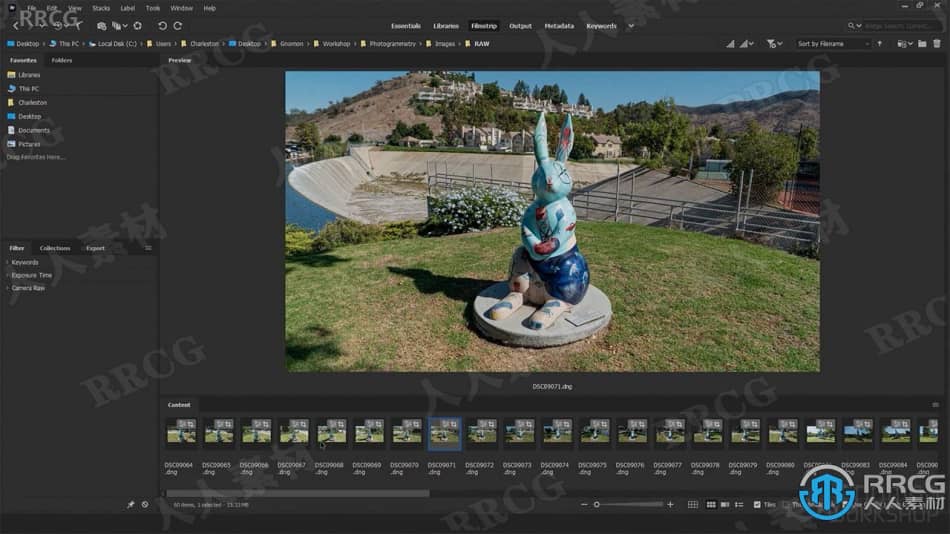 File Edit View Stacks Label Tools Window Help
RRCG
Essentials Libraries Filmstrip Output Metadata Keywords
Desktop This PC Local Disk (C:) Users Charleston Desktop Gnomon Workshop Photogrammetry Images RAW
Sort by Filename
Favorites Folders
Preview
Libraries
This PC
Charleston
Desktop
Documents
Pictures
Drag Favorites Here...
Filter Collections Export
Keywords
Exposure Time
Camera Raw
DSC09071.dng
Content
DSC09064 .dng
DSC09065 .dng
DSC09066 .dng
DSC09067 .dng
DSC09068 .dng
DSC09069 .dng
DSC09070 .dng
DSC09071 .dng
DSC09072 .dng
DSC09073 .dng
DSC09074 .dng
DSC09075 .dng
DSC09076 .dng
DSC09077 .dng
DSC09078 .dng
DSC09079 .dng
DSC09080 .dng
DSC09083 .dng
DSC09084 .dng
60 items, 1 selected
Tiles
RRCG
人人素材
WORKSHOP